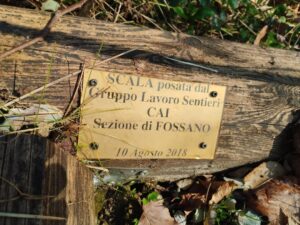 SCALA posata dal
Gruppo Lavoro Sentieri
CAI
Sezione di FOSSANO
10 Agosto 2018